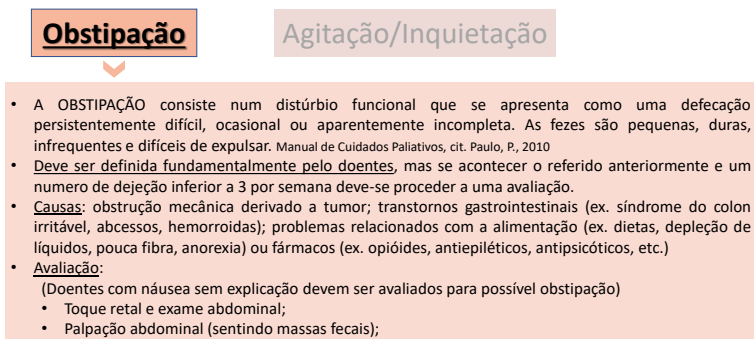 Obstipação
Agitação/Inquietação
• A OBSTIPAÇÃO consiste num distúrbio funcional que se apresenta como uma defecação
persistentemente difícil, ocasional ou aparentemente incompleta. As fezes são pequenas, duras,
infrequentes e difíceis de expulsar. Manual de Cuidados Paliativos, cit. Paulo, P., 2010
• Deve ser definida fundamentalmente pelo doentes, mas se acontecer o referido anteriormente e um
numero de dejeção inferior a 3 por semana deve-se proceder a uma avaliação.
• Causas: obstrução mecânica derivado a tumor; transtornos gastrointestinais (ex. síndrome do colon
irritável, abcessos, hemorroidas); problemas relacionados com a alimentação (ex. dietas, depleção de
líquidos, pouca fibra, anorexia) ou fármacos (ex. opióides, antiepiléticos, antipsicóticos, etc.)
• Avaliação:
(Doentes com náusea sem explicação devem ser avaliados para possível obstipação)
• Toque retal e exame abdominal;
• Palpação abdominal (sentindo massas fecais);